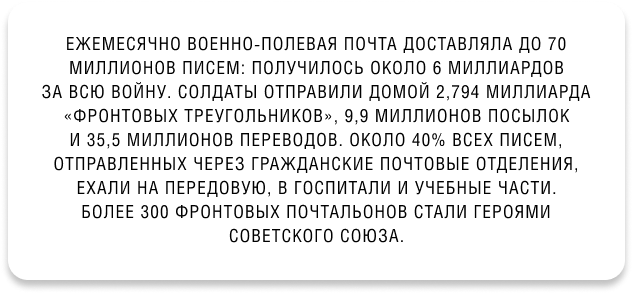 ЕЖЕМЕСЯЧНО ВОЕННО-ПОЛЕВАЯ ПОЧТА ДОСТАВЛЯЛА ДО 70
МИЛЛИОНОВ ПИСЕМ: ПОЛУЧИЛОСЬ ОКОЛО 6 МИЛЛИАРДОВ
ЗА ВСЮ ВОЙНУ. СОЛДАТЫ ОТПРАВИЛИ ДОМОЙ 2,794 МИЛЛИАРДА
«ФРОНТОВЫХ ТРЕУГОЛЬНИКОВ», 9,9 МИЛЛИОНОВ ПОСЫЛОК
И 35,5 МИЛЛИОНОВ ПЕРЕВОДОВ. ОКОЛО 40% ВСЕХ ПИСЕМ,
ОТПРАВЛЕННЫХ ЧЕРЕЗ ГРАЖДАНСКИЕ ПОЧТОВЫЕ ОТДЕЛЕНИЯ,
ЕХАЛИ НА ПЕРЕДОВУЮ, В ГОСПИТАЛИ И УЧЕБНЫЕ ЧАСТИ.
БОЛЕЕ 300 ФРОНТОВЫХ ПОЧТАЛЬОНОВ СТАЛИ ГЕРОЯМИ
СОВЕТСКОГО СОЮЗА.